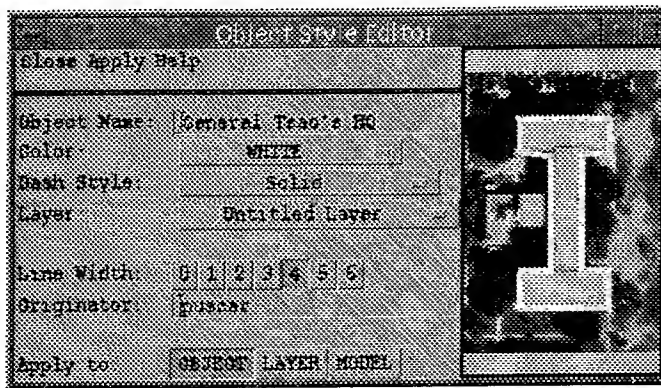 Object Style Editor
Close Apply Help
Object Name: General Tsao's HQ
Color: WHITE
Dash Style: Solid
Layer: Untitled Layer
Line Width: 0 1 2 3 4 5 6
Originator: puscar
Apply to OBJECT LAYER MODEL